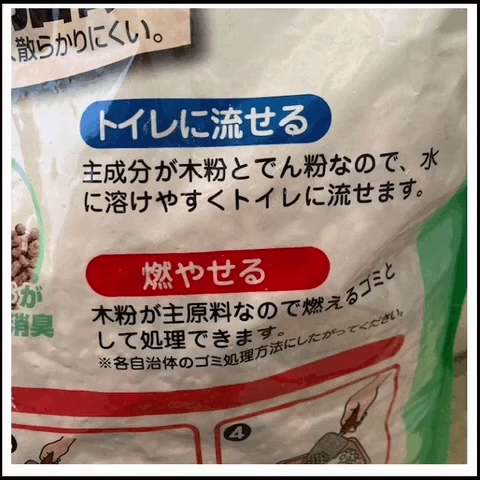 散らかりにくい。
トイレに流せる
主成分が木粉とでん粉なので、水
に溶けやすくトイレに流せます。
燃やせる
木粉が主原料なので燃えるゴミと
して処理できます。
※各自治体のゴミ処理方法にしたがってください。
が
消臭
4